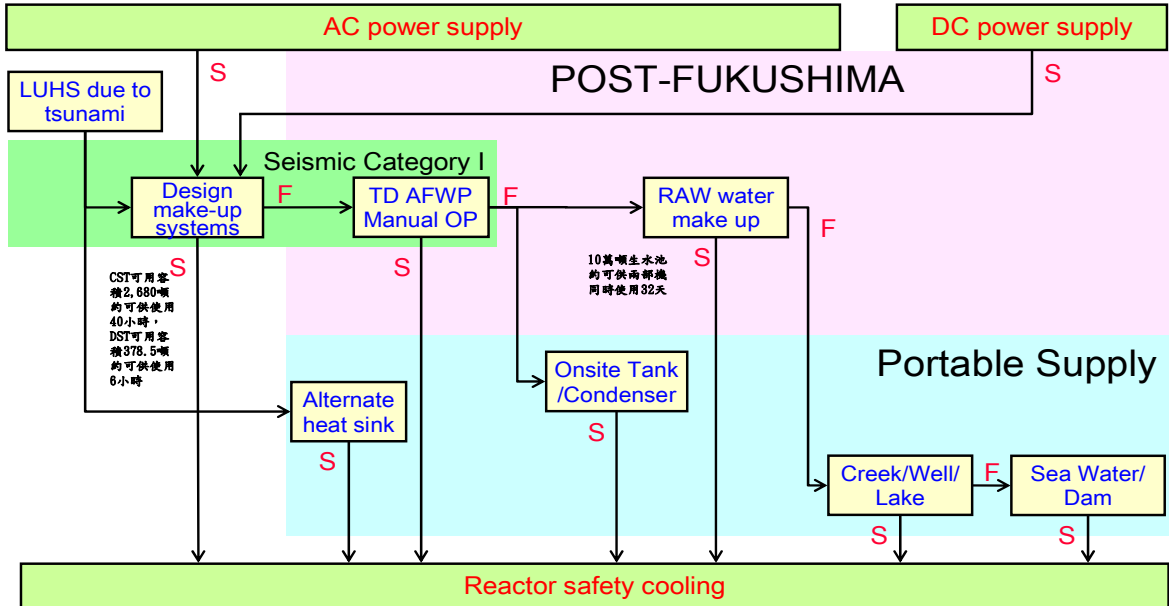 AC power supply
DC power supply
S
S
POST-FUKUSHIMA
LUHS due to
tsunami
Seismic Category I
Design
make-up
systems
F
TD AFWP
Manual OP
F
RAW water
make up
F
S
CST可用容
積2,680噸
約可供使用
40小時，
DST可用容
積378.5噸
約可供使用
6小時
S
10萬噸生水池
約可供兩部機
同時使用32天
S
Portable Supply
Alternate
heat sink
S
Onsite Tank
/Condenser
S
Creek/Well/
Lake
F
Sea Water/
Dam
S
S
Reactor safety cooling